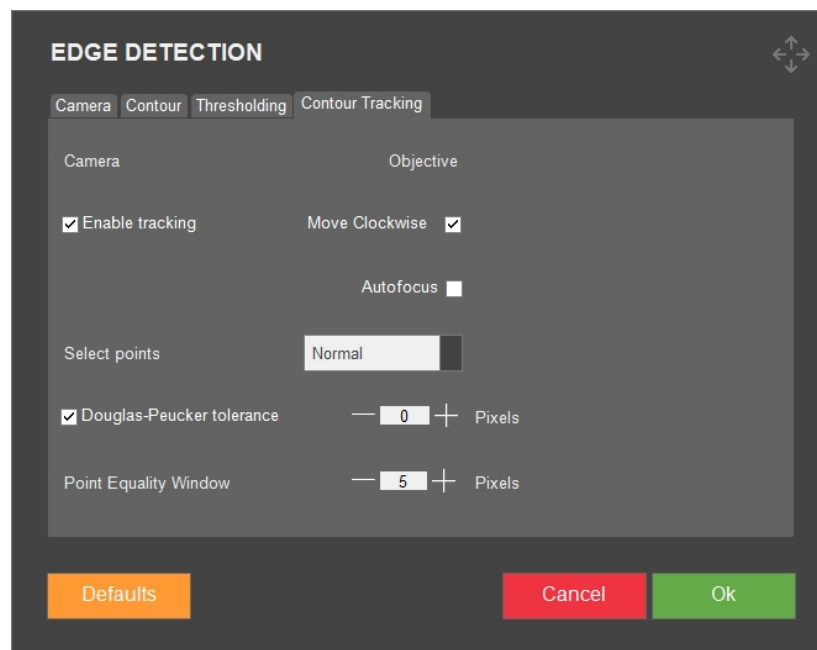 EDGE DETECTION
Camera Contour Thresholding Contour Tracking
Camera Objective
Enable tracking Move Clockwise
Autofocus
Select points Normal
Douglas-Peucker tolerance 0 Pixels
Point Equality Window 5 Pixels
Defaults Cancel Ok